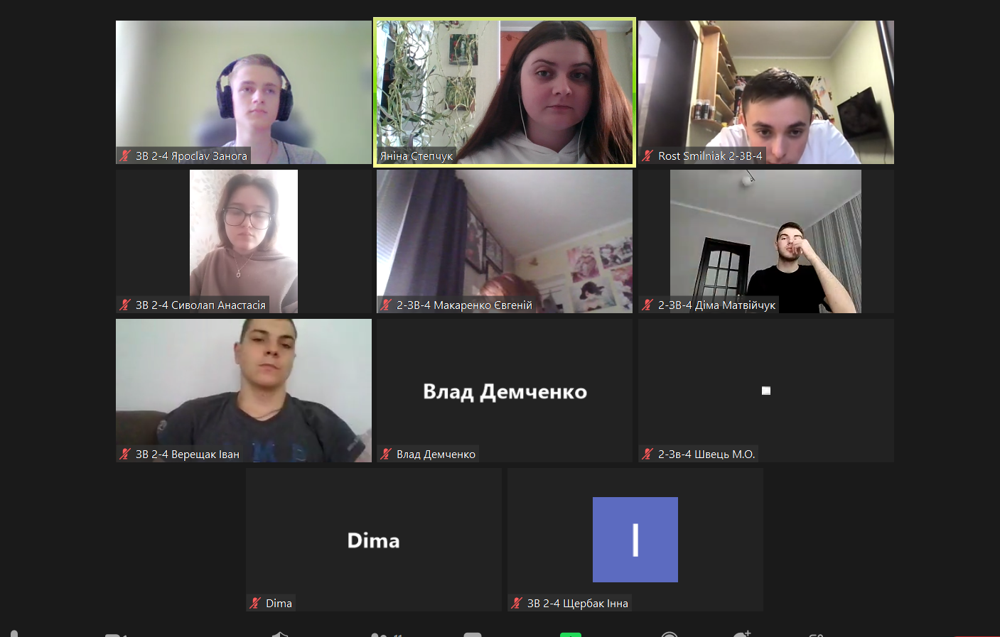 ЗВ 2-4 Яроclav Занога
Яніна Степчук
Rost Smilniak 2-ЗВ-4
ЗВ 2-4 Сиволап Анастасія
2-ЗВ-4 Макаренко Євгеній
2-ЗВ-4 Діма Матвійчук
Влад Демченко
ЗВ 2-4 Верещак Іван
Влад Демченко
2-Зв-4 Швець М.О.
Dima
I
Dima
ЗВ 2-4 Щербак Інна